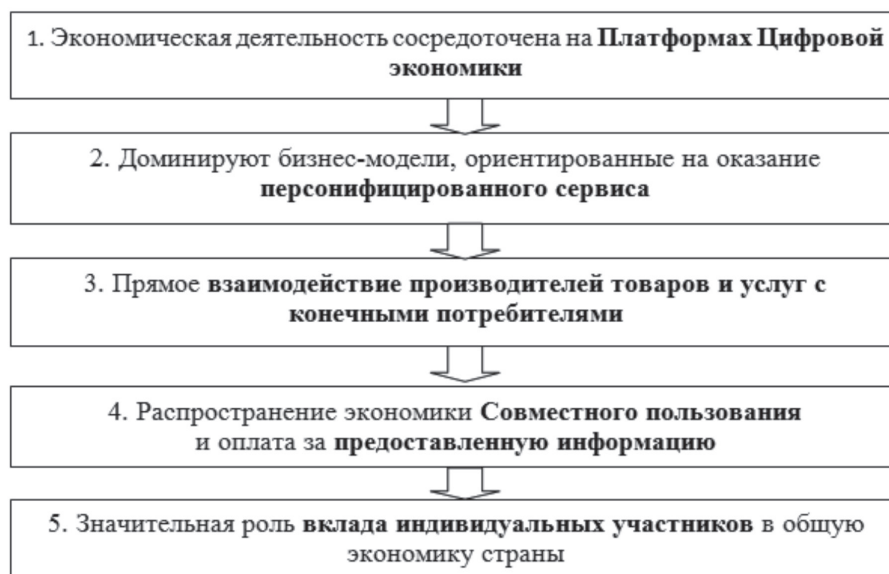 1. Экономическая деятельность сосредоточена на Платформах Цифровой
экономики
2. Доминируют бизнес-модели, ориентированные на оказание
персонифицированного сервиса
3. Прямое взаимодействие производителей товаров и услуг с
конечными потребителями
4. Распространение экономики Совместного пользования
и оплата за предоставленную информацию
5. Значительная роль вклада индивидуальных участников в общую
экономику страны